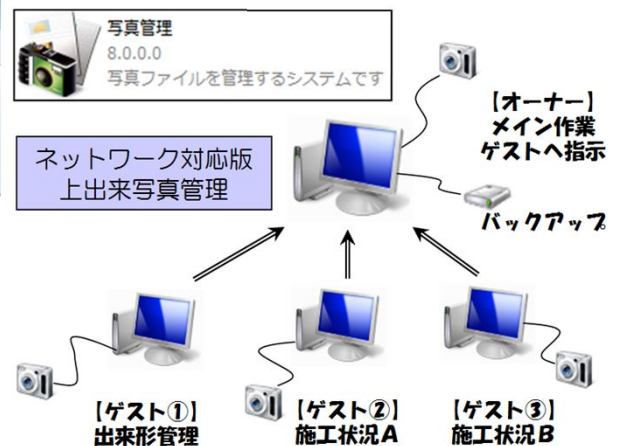 写真管理
8.0.0.0
写真ファイルを管理するシステムです
ネットワーク対応版
上出来写真管理
【オーナー】
メイン作業
ゲストへ指示
バックアップ
【ゲスト①】
出来形管理
【ゲスト②】
施工状況A
【ゲスト③】
施工状況B